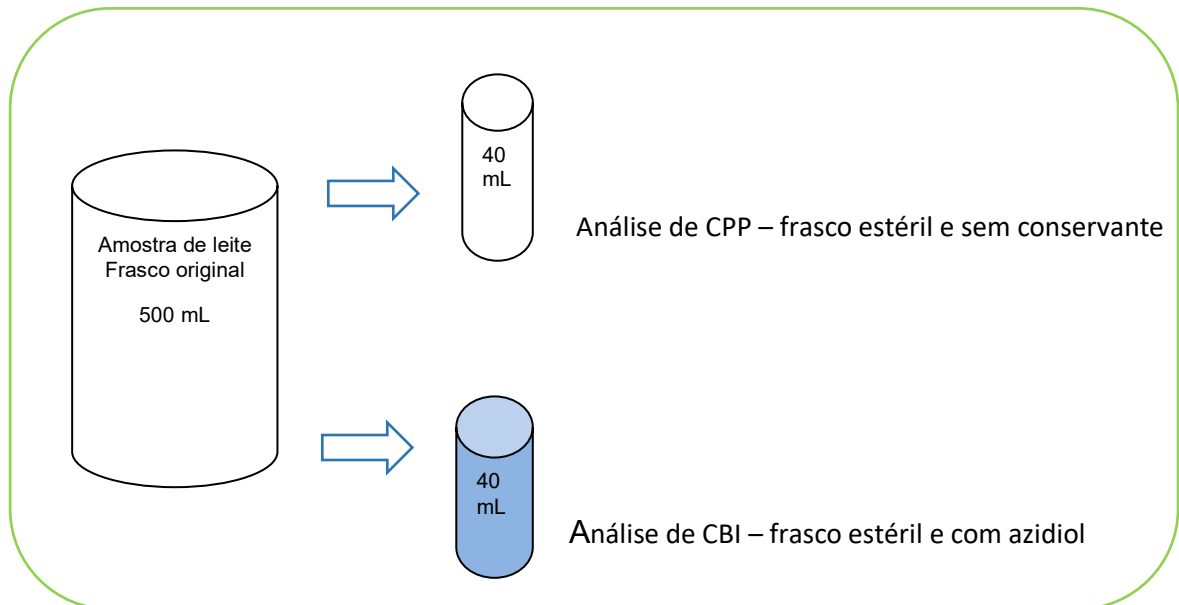 Amostra de leite
Frasco original
500 mL
40
mL
Análise de CPP – frasco estéril e sem conservante
40
mL
Análise de CBI – frasco estéril e com azidiol